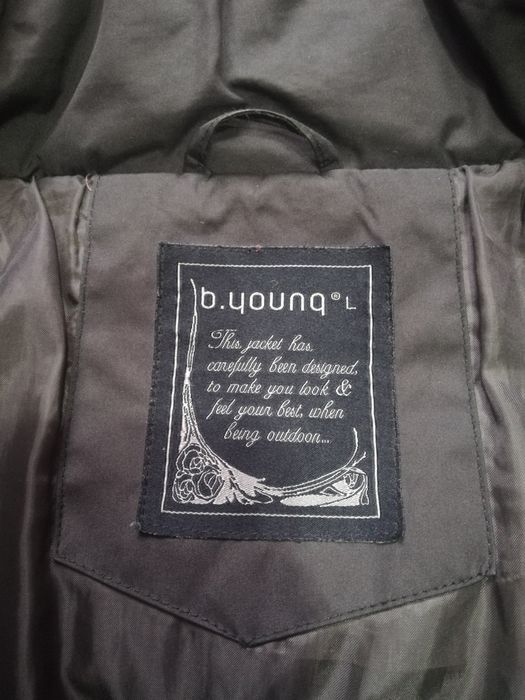 b.young® L
This jacket has
carefully been designed,
to make you look &
feel your best, when
being outdoor...